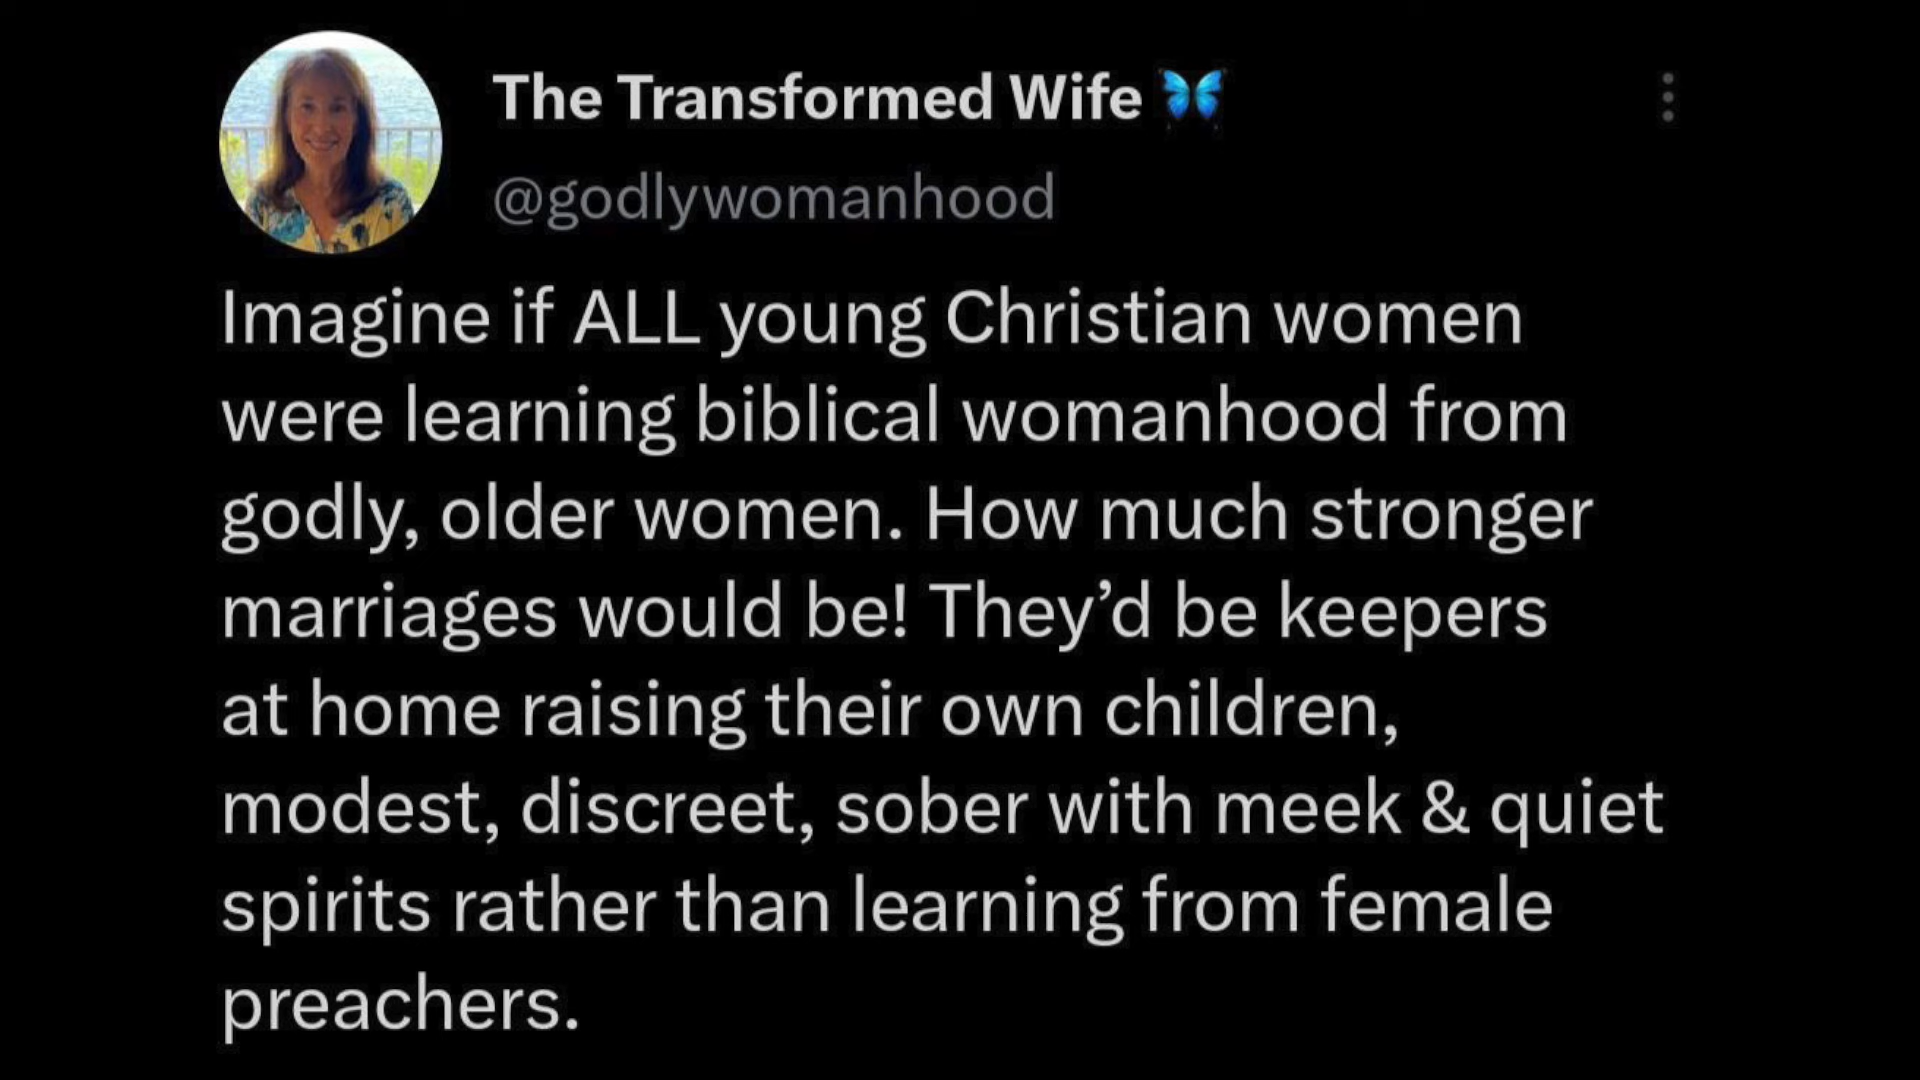 The Transformed Wife 🦋
@godlywomanhood
Imagine if ALL young Christian women
were learning biblical womanhood from
godly, older women. How much stronger
marriages would be! They’d be keepers
at home raising their own children,
modest, discreet, sober with meek & quiet
spirits rather than learning from female
preachers.